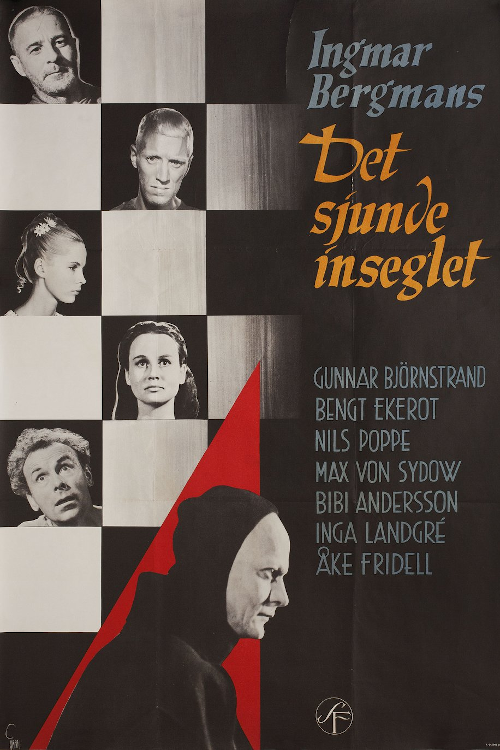 Ingmar
Bergmans
Det
sjunde
inseglet
GUNNAR BJÖRNSTRAND
BENGT EKEROT
NILS POPPE
MAX VON SYDOW
BIBI ANDERSSON
INGA LANDGRÉ
ÅKE FRIDELL
SF